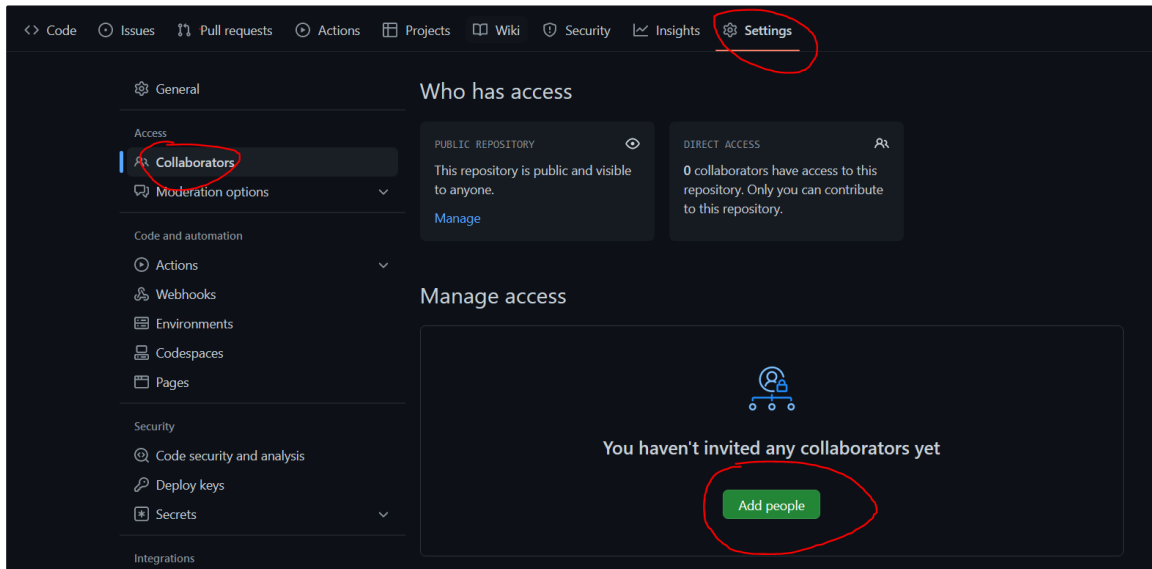 Code Issues Pull requests Actions Projects Wiki Security Insights Settings
General
Access
Collaborators
Moderation options
Code and automation
Actions
Webhooks
Environments
Codespaces
Pages
Security
Code security and analysis
Deploy keys
Secrets
Integrations
Who has access
PUBLIC REPOSITORY
This repository is public and visible
to anyone.
Manage
DIRECT ACCESS
0 collaborators have access to this
repository. Only you can contribute
to this repository.
Manage access
You haven't invited any collaborators yet
Add people